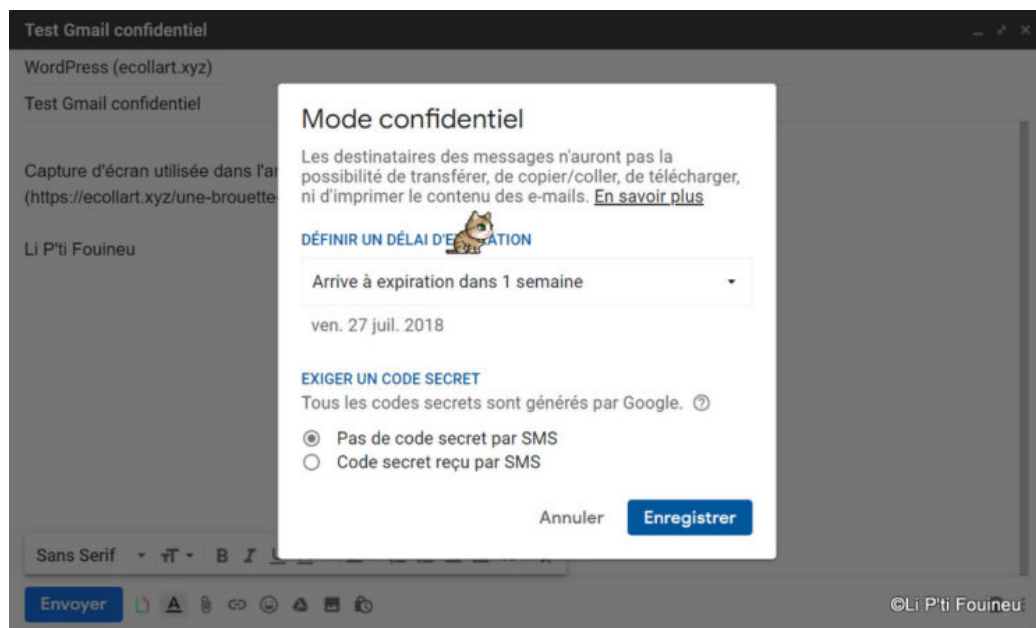 Test Gmail confidentiel
WordPress (ecollart.xyz)
Test Gmail confidentiel
Capture d'écran utilisée dans l'ar
(https://ecollart.xyz/une-brouette-
Li P'ti Fouineu
Mode confidentiel
Les destinataires des messages n'auront pas la
possibilité de transférer, de copier/coller, de télécharger,
ni d'imprimer le contenu des e-mails. En savoir plus
DÉFINIR UN DÉLAI D'E ATION
Arrive à expiration dans 1 semaine
ven. 27 juil. 2018
EXIGER UN CODE SECRET
Tous les codes secrets sont générés par Google.
Pas de code secret par SMS
Code secret reçu par SMS
Annuler Enregistrer
Sans Serif B I U
Envoyer A
©Li P'ti Fouineu